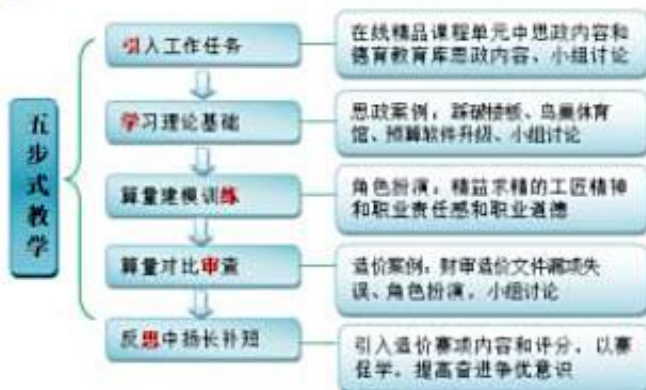 五步式教学
引入工作任务
在线精品课程单元中思政内容和
德育教育库思政内容、小组讨论
学习理论基础
思政案例：踩破楼板、鸟巢体育
馆、预算软件升级、小组讨论
算量建模训练
角色扮演：精益求精的工匠精神
和职业责任感和职业道德
算量对比审查
造价案例：财审造价文件漏项失
误、角色扮演，小组讨论
反思中扬长补短
引入造价赛项内容和评分，以赛
促学，提高奋进争优意识